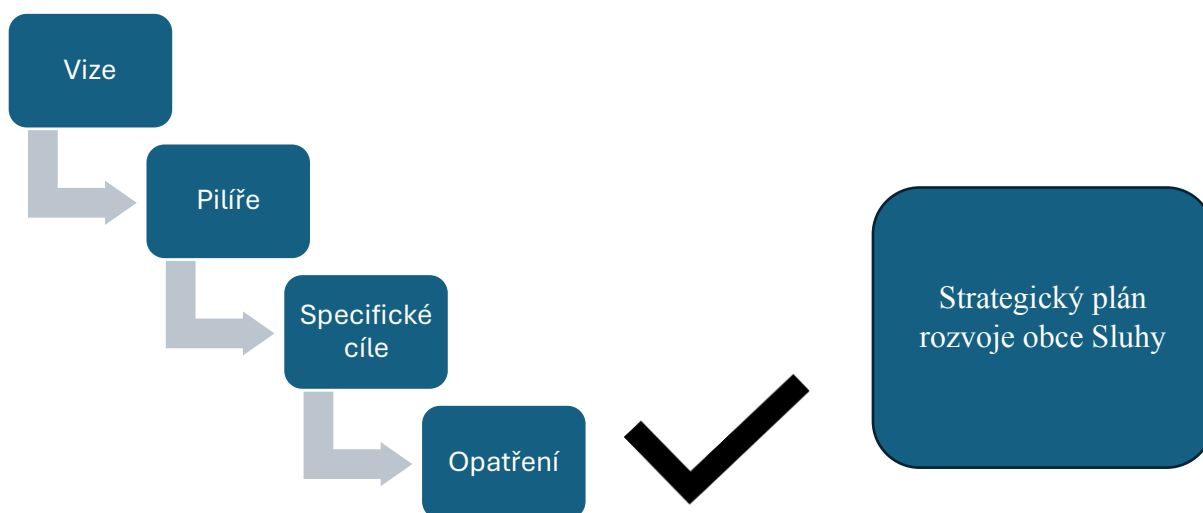 Vize
Pilíře
Specifické
cíle
Opatření
Strategický plán
rozvoje obce Sluhy